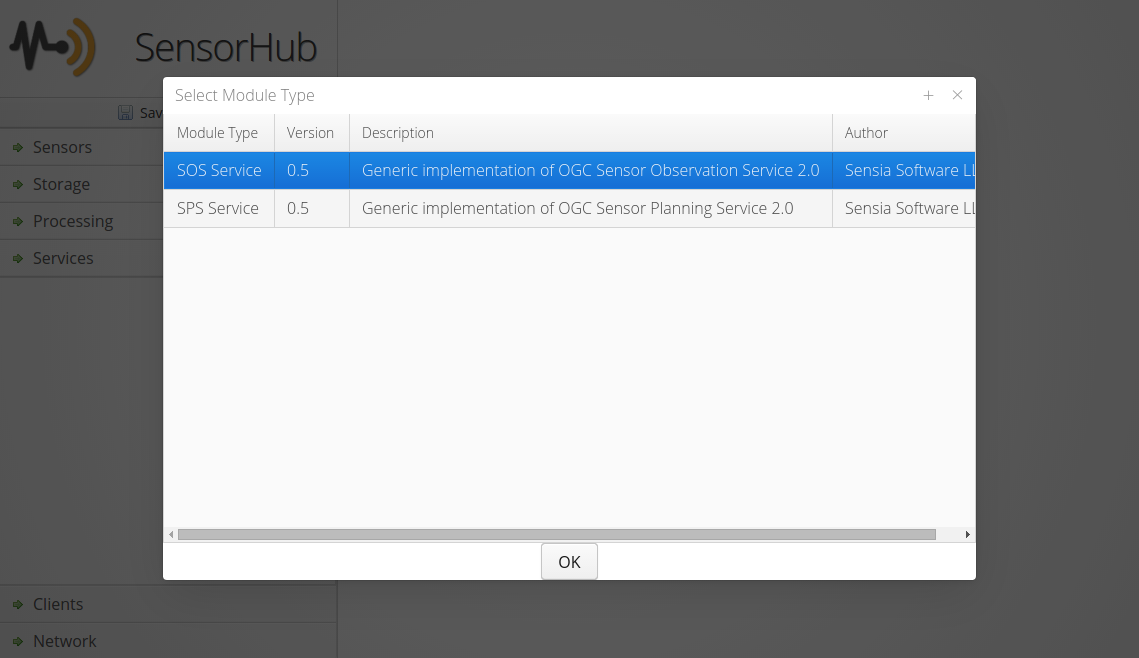 SensorHub
Select Module Type
Sav
Module Type Version Description Author
Sensors
SOS Service 0.5 Generic implementation of OGC Sensor Observation Service 2.0 Sensia Software LL
Storage
SPS Service 0.5 Generic implementation of OGC Sensor Planning Service 2.0 Sensia Software LL
Processing
Services
OK
Clients
Network